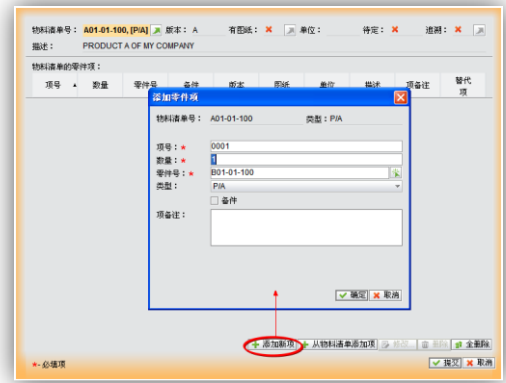 物料清单号： A01-01-100, [P/A] 版本： A 有图纸： 单位： 待定： 追溯：
描述： PRODUCT A OF MY COMPANY
物料清单的零件项：
项号 数量 零件号 备件 版本 图纸 单位 描述 项备注 替代项
添加零件项
物料清单号： A01-01-100 类型：P/A
项号：* 0001
数量：* 1
零件号：* B01-01-100
类型： P/A
备件
项备注：
确定 取消
添加新项 从物料清单添加项 修改 删除 全删除
*- 必填项
提交 取消